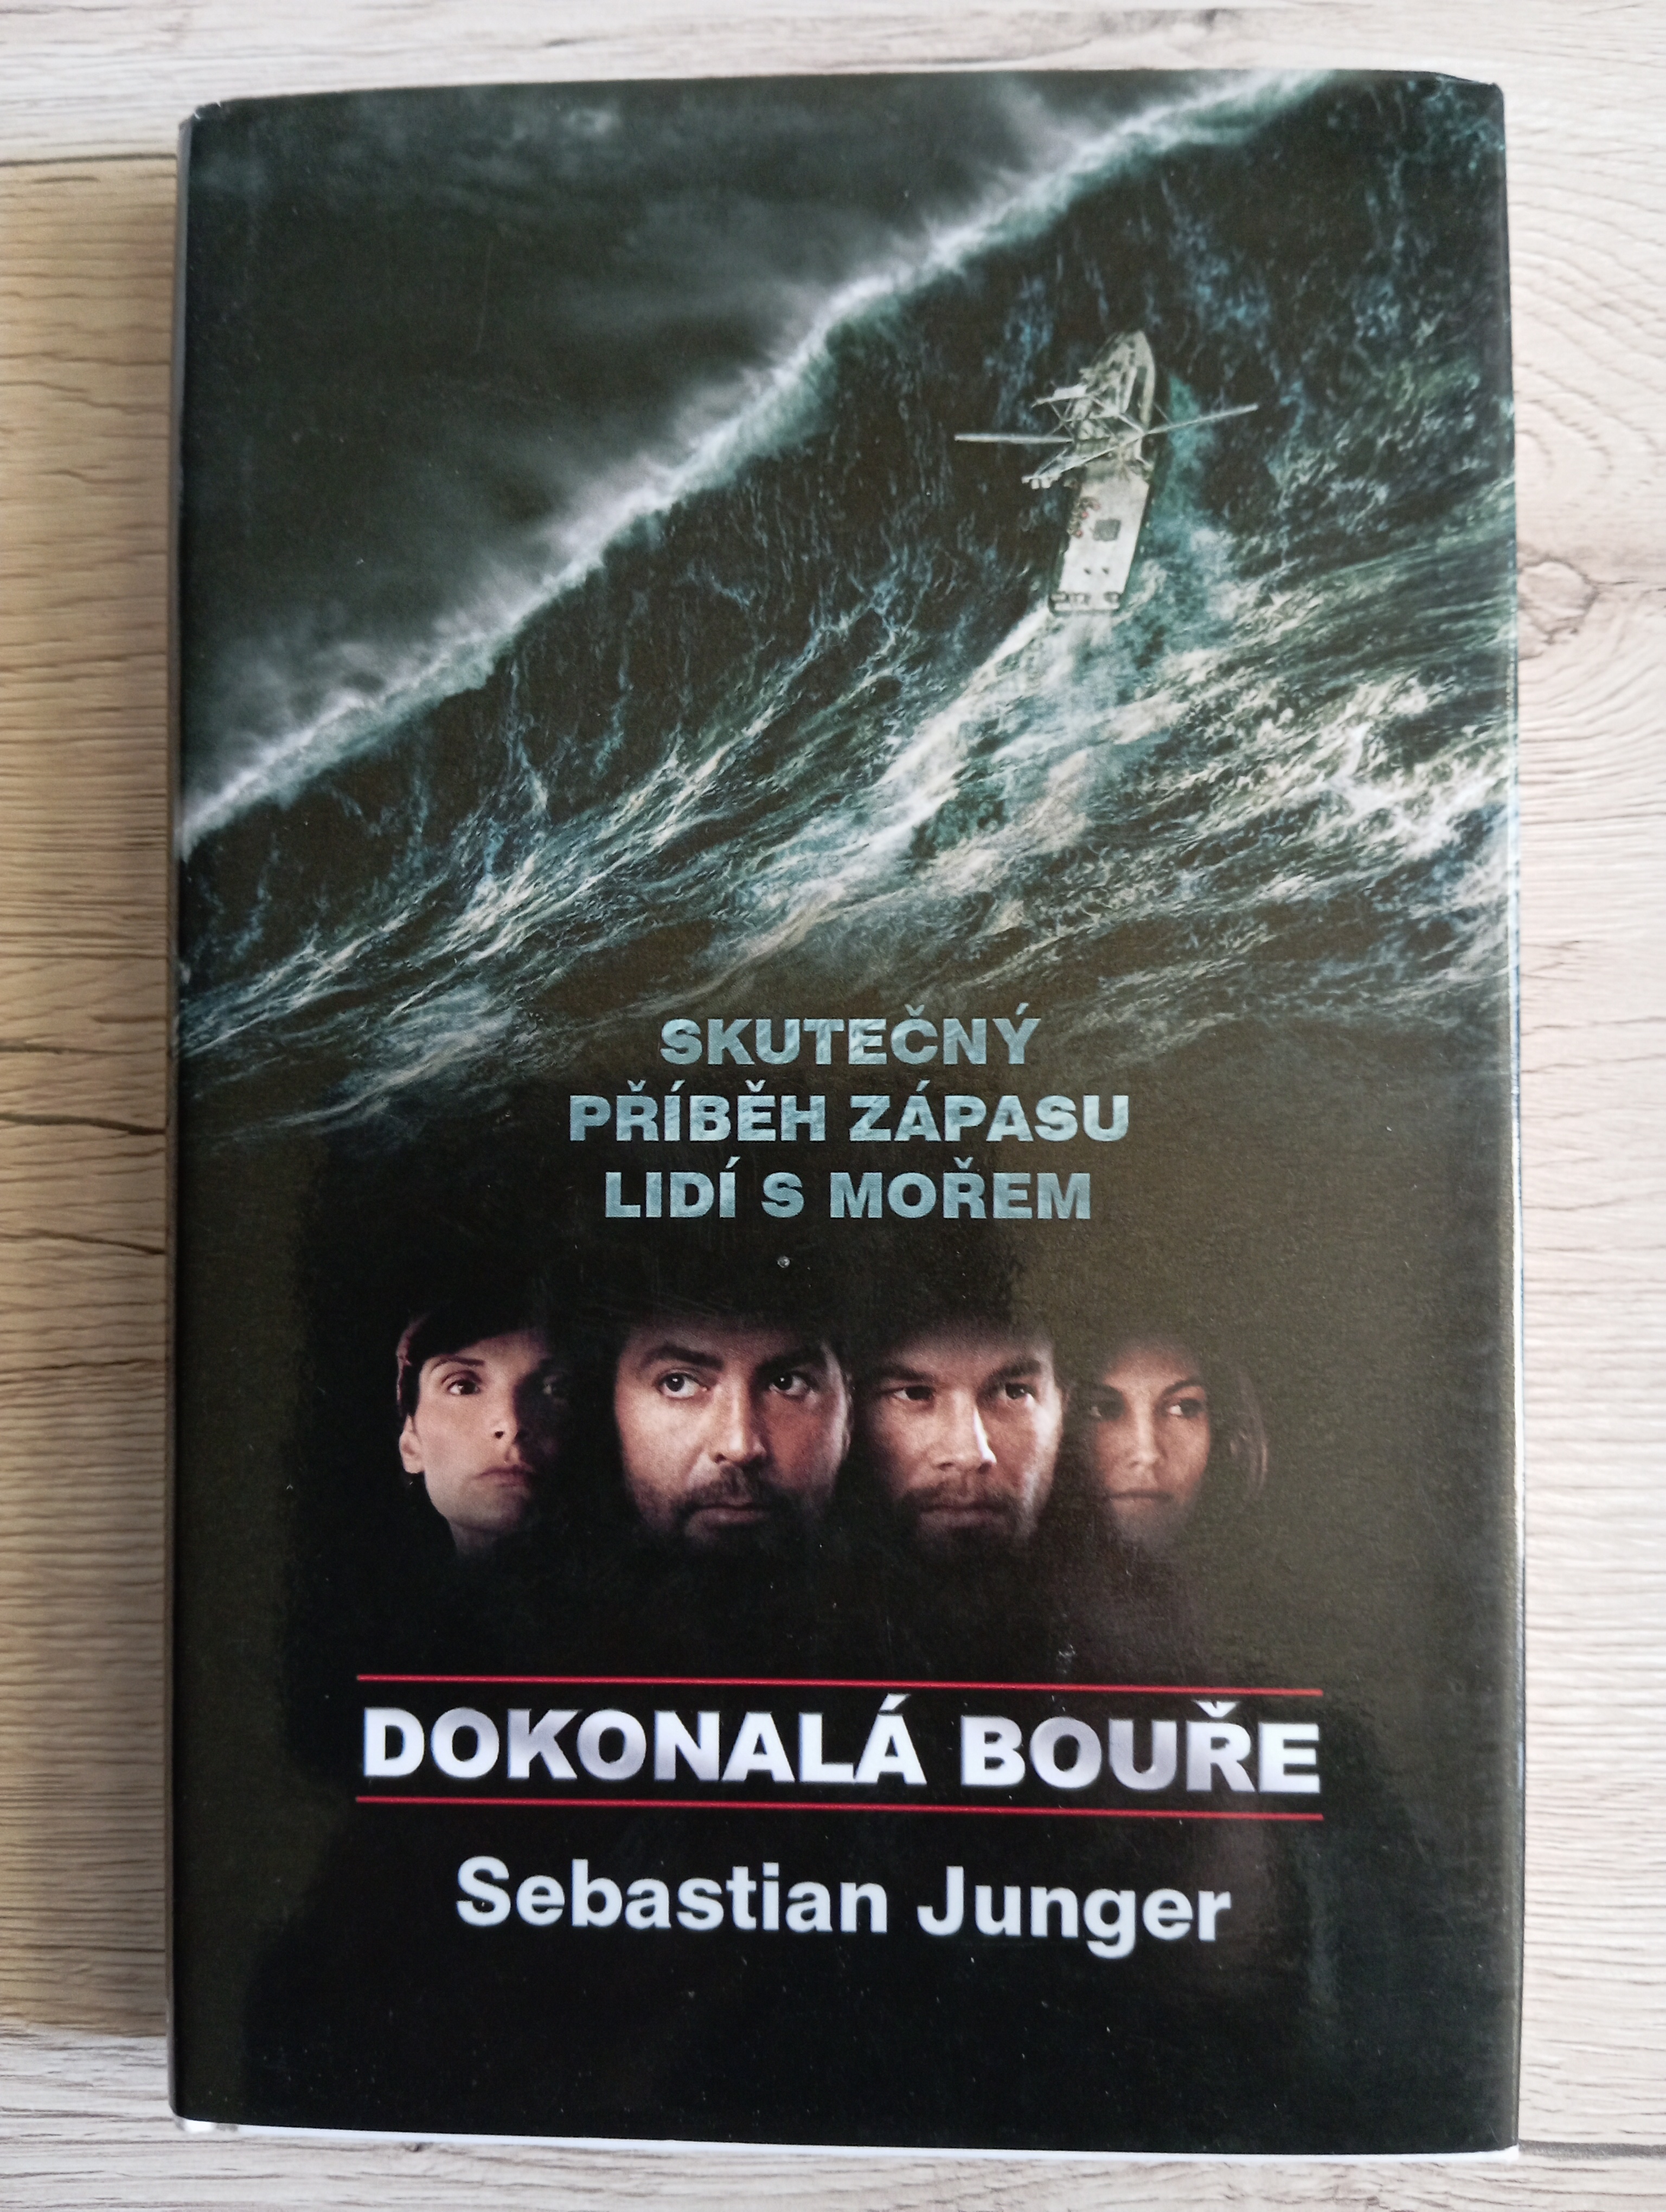 SKUTEČNÝ
PŘÍBĚH ZÁPASU
LIDÍ S MOŘEM
DOKONALÁ BOUŘE
Sebastian Junger